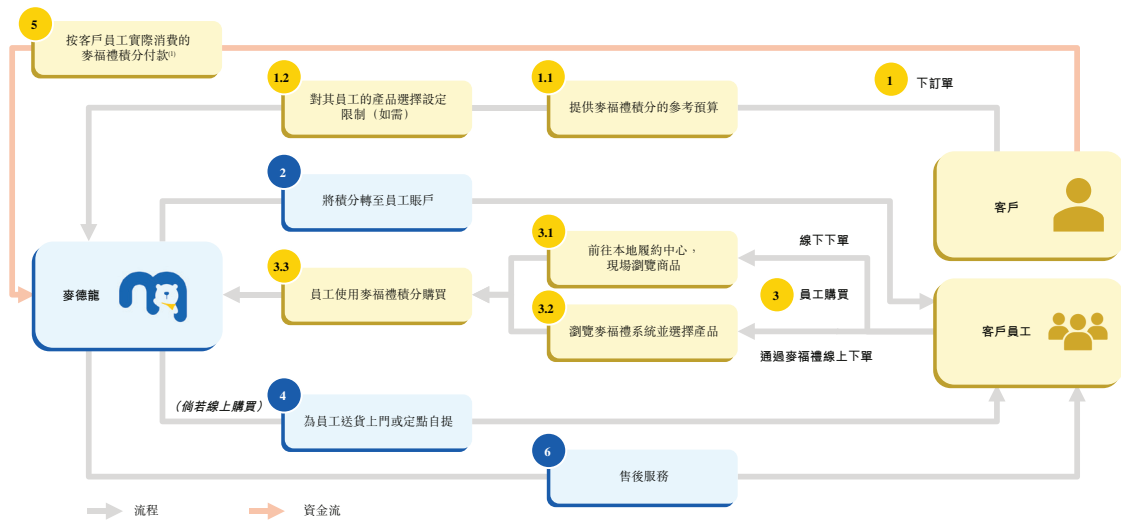 5
按客戶員工實際消費的
麥福禮積分付款(1)
1.2
對其員工的產品選擇設定
限制（如需）
1.1
提供麥福禮積分的參考預算
1
下訂單
2
將積分轉至員工賬戶
客戶
3.1
前往本地履約中心，
現場瀏覽商品
線下下單
麥德龍
3.3
員工使用麥福禮積分購買
3
員工購買
3.2
瀏覽麥福禮系統並選擇產品
客戶員工
通過麥福禮線上下單
（倘若線上購買）
4
為員工送貨上門或定點自提
6
售後服務
流程
資金流